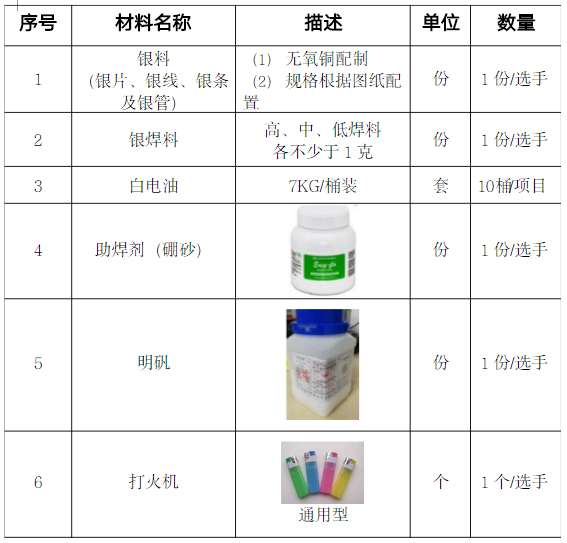 序号 材料名称 描述 单位 数量
1 银料 (银片、银线、银条及银管) (1) 无氧铜配制 (2) 规格根据图纸配置 份 1份/选手
2 银焊料 高、中、低焊料 各不少于1克 份 1份/选手
3 白电油 7KG/桶装 套 10桶/项目
4 助焊剂（硼砂） Easy-flo 份 1份/选手
5 明矾 份 1份/选手
6 打火机 通用型 个 1个/选手